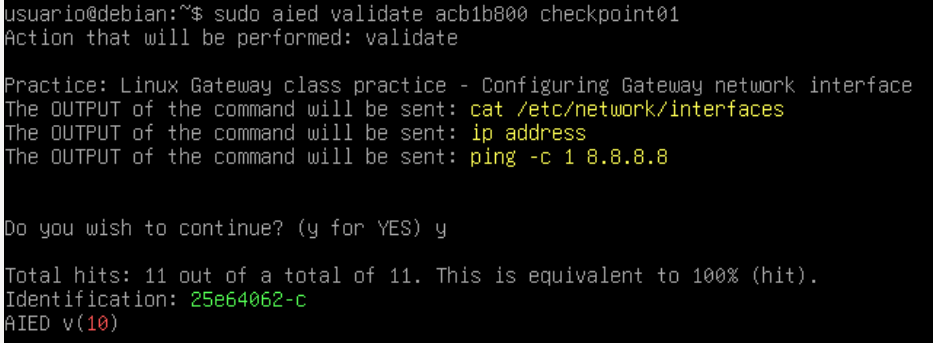 usuario@debian:~$ sudo aied validate acb1b800 checkpoint01
Action that will be performed: validate
Practice: Linux Gateway class practice - Configuring Gateway network interface
The OUTPUT of the command will be sent: cat /etc/network/interfaces
The OUTPUT of the command will be sent: ip address
The OUTPUT of the command will be sent: ping -c 1 8.8.8.8
Do you wish to continue? (y for YES) y
Total hits: 11 out of a total of 11. This is equivalent to 100% (hit).
Identification: 25e64062-c
AIED v(10)